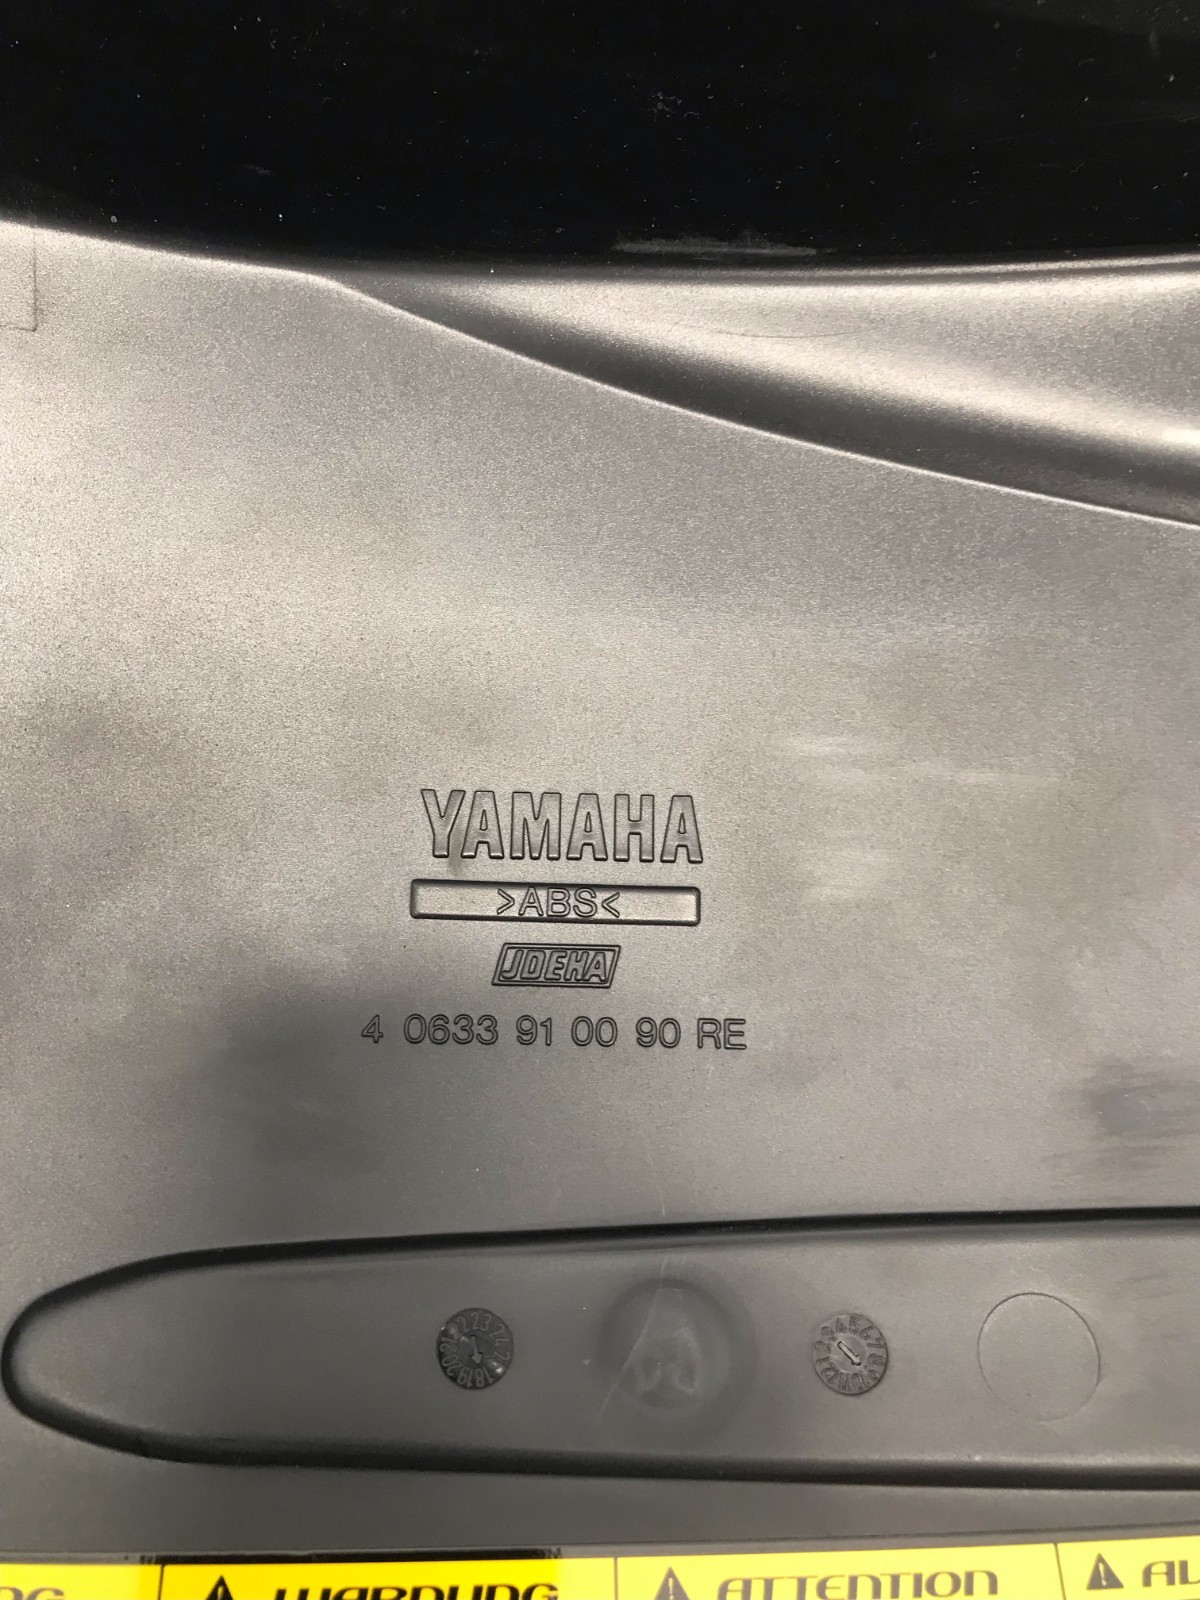 YAMAHA
>ABS<
JDEHA
4 0633 91 00 90 RE
WARNUNG
ATTENTION